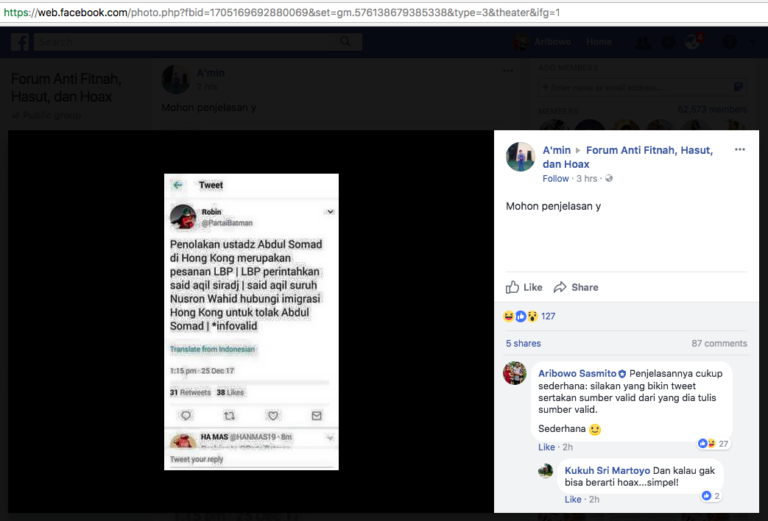 https://web.facebook.com/photo.php?fbid=1705169692880069&set=gm.576138679385338&type=3&theater&ifg=1
Search
Aribowo
Home
Forum Anti Fitnah,
Hasut, dan Hoax
Public group
A'min
2 hrs
Mohon penjelasan y
ADD MEMBERS
MEMBERS
62,573 members
Tweet
Robin
@PartaiBatman
Penolakan ustadz Abdul Somad
di Hong Kong merupakan
pesanan LBP | LBP perintahkan
said aqil siradj | said aqil suruh
Nusron Wahid hubungi imigrasi
Hong Kong untuk tolak Abdul
Somad | *infovalid
Translate from Indonesian
1:15 pm · 25 Dec 17
31 Retweets 38 Likes
HA MAS @HANMAS19 · 8m
Tweet your reply
A'min ▸ Forum Anti Fitnah, Hasut,
dan Hoax
Follow · 3 hrs ·
Mohon penjelasan y
Like Share
127
5 shares
87 comments
Aribowo Sasmito Penjelasannya cukup
sederhana: silakan yang bikin tweet
sertakan sumber valid dari yang dia tulis
sumber valid.
Sederhana
Like · 2h
27
Kukuh Sri Martoyo Dan kalau gak
bisa berarti hoax...simpel!
Like · 2h
2